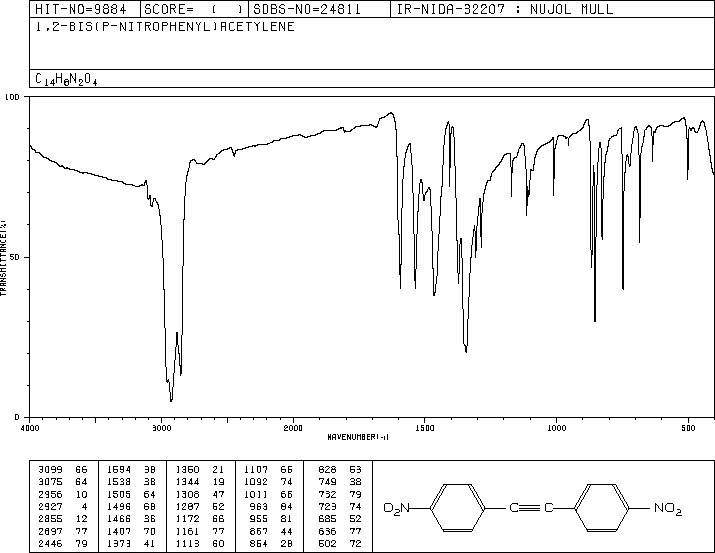 HIT-NO=9884 SCORE= ( ) SDBS-NO=24811 IR-NIDA-32207 : NUJOL MULL
1,2-BIS(P-NITROPHENYL)ACETYLENE
C14H8N2O4
100
50
0
TRANSMITTANCE(%)
4000 3000 2000 1500 1000 500
WAVENUMBER(-1)
3099 66 1594 38 1350 21 1107 66 828 53
3075 64 1538 38 1344 19 1092 74 749 38
2956 10 1505 64 1308 47 1011 66 732 79
2927 4 1496 68 1287 52 983 84 723 74
2855 12 1466 36 1172 66 955 81 685 52
2697 77 1407 70 1161 77 867 44 636 77
2446 79 1373 41 1113 60 854 28 502 72
O2N C≡C NO2